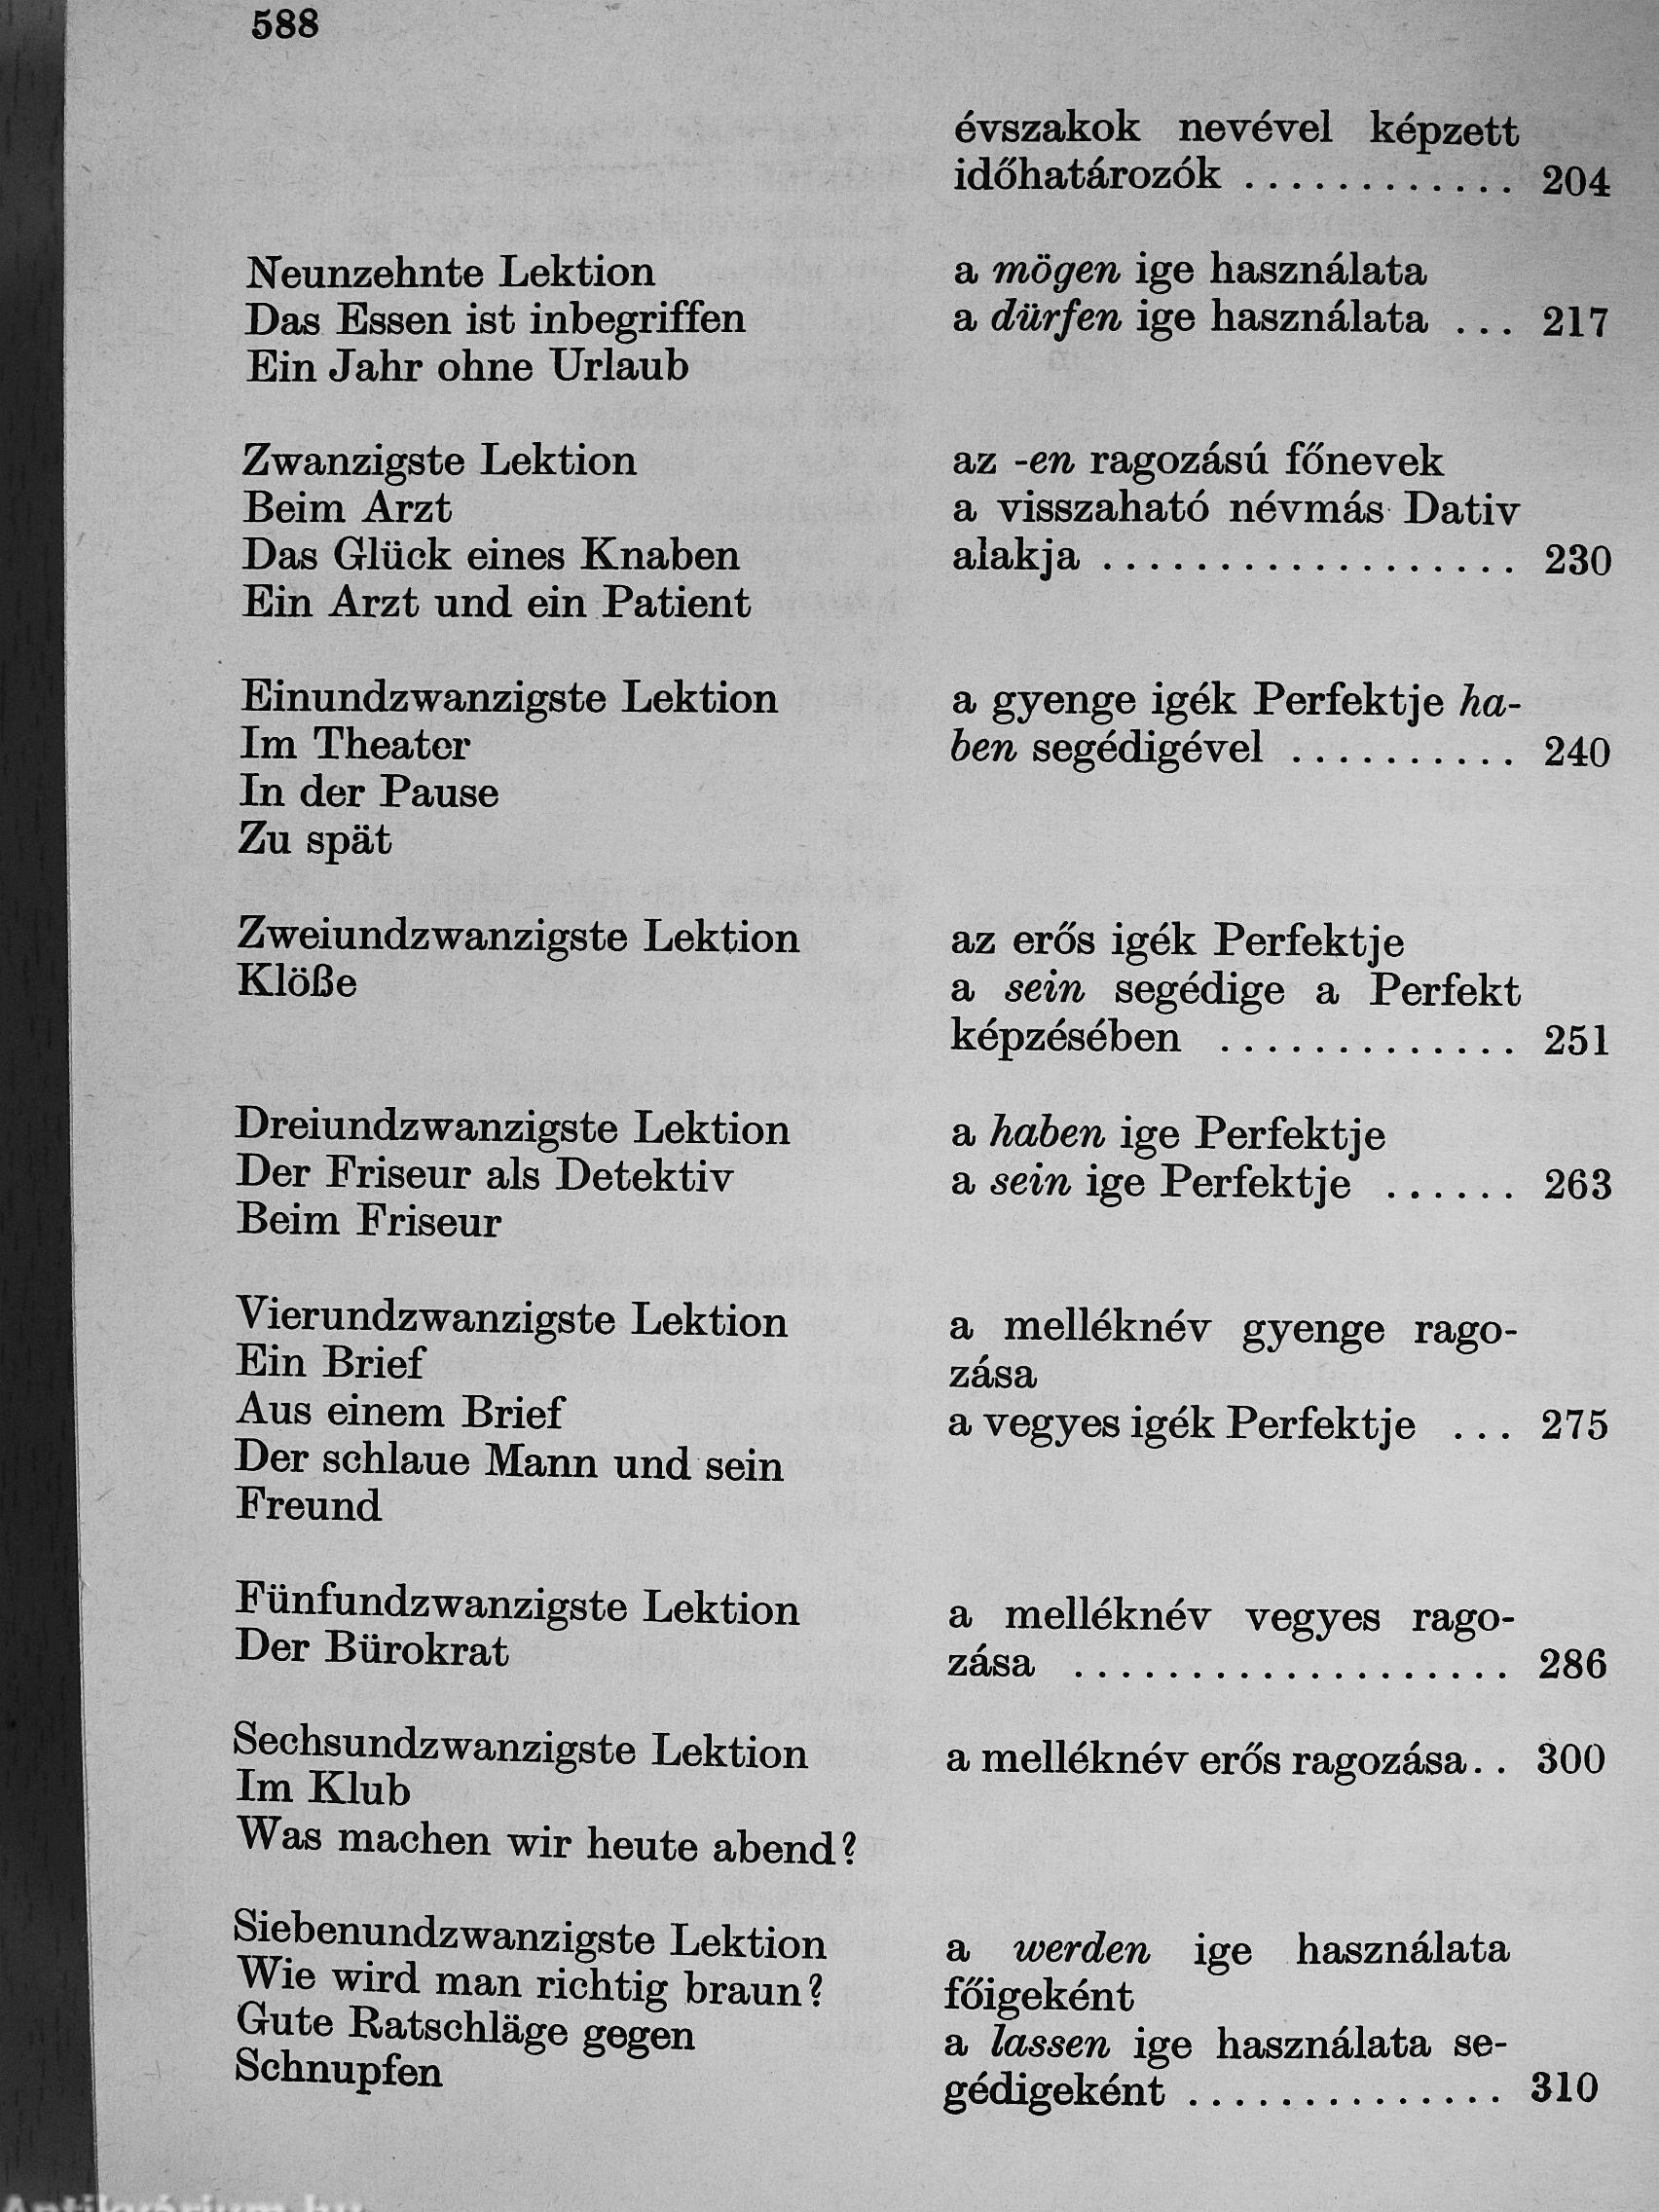 588
évszakok nevével képzett
időhatározók ............ 204
Neunzehnte Lektion
Das Essen ist inbegriffen
Ein Jahr ohne Urlaub
a mögen ige használata
a dürfen ige használata ... 217
Zwanzigste Lektion
Beim Arzt
Das Glück eines Knaben
Ein Arzt und ein Patient
az -en ragozású főnevek
a visszaható névmás Dativ
alakja .................. 230
Einundzwanzigste Lektion
Im Theater
In der Pause
Zu spät
a gyenge igék Perfektje ha-
ben segédigével .......... 240
Zweiundzwanzigste Lektion
Klöße
az erős igék Perfektje
a sein segédige a Perfekt
képzésében ............. 251
Dreiundzwanzigste Lektion
Der Friseur als Detektiv
Beim Friseur
a haben ige Perfektje
a sein ige Perfektje ...... 263
Vierundzwanzigste Lektion
Ein Brief
Aus einem Brief
Der schlaue Mann und sein
Freund
a melléknév gyenge rago-
zása
a vegyes igék Perfektje ... 275
Fünfundzwanzigste Lektion
Der Bürokrat
a melléknév vegyes rago-
zása ................... 286
Sechsundzwanzigste Lektion
Im Klub
Was machen wir heute abend?
a melléknév erős ragozása.. 300
Siebenundzwanzigste Lektion
Wie wird man richtig braun?
Gute Ratschläge gegen
Schnupfen
a werden ige használata
főigeként
a lassen ige használata se-
gédigeként .............. 310
Antikvárium.hu